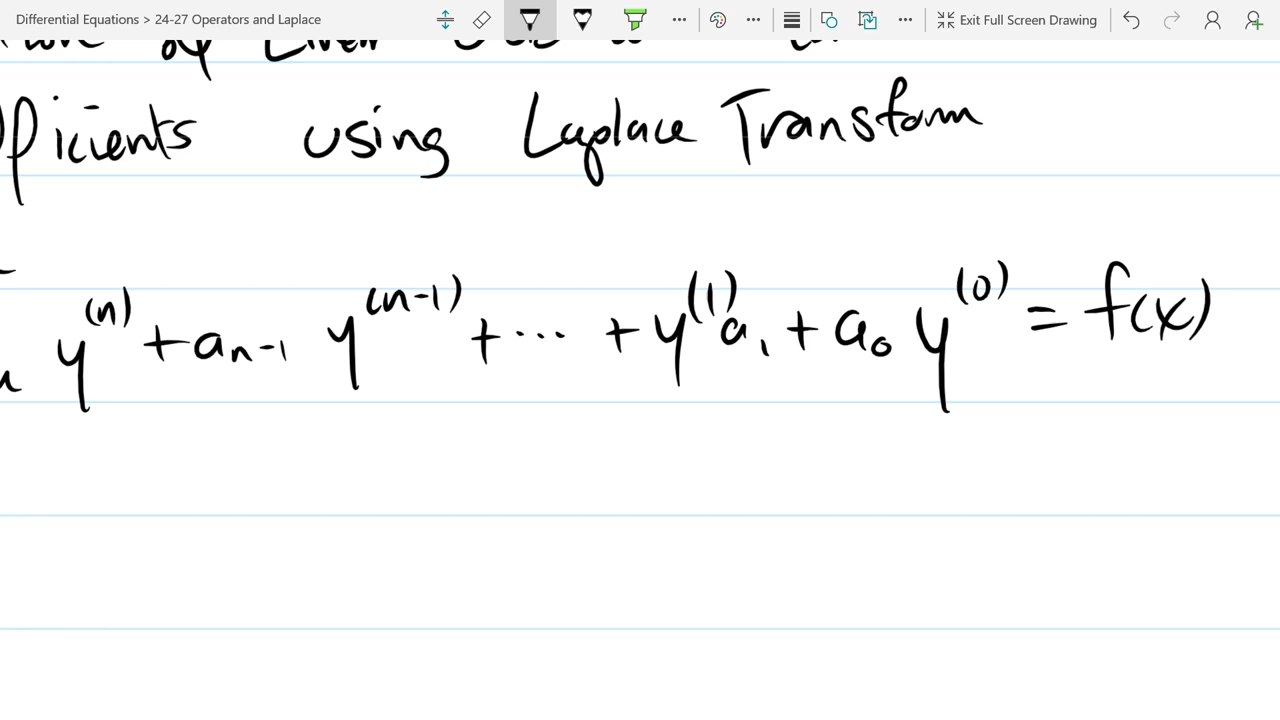 Differential Equations > 24-27 Operators and Laplace Exit Full Screen Drawing
fficients using Laplace Transform
y^(n) + a_{n-1} y^(n-1) + ... + y^(1) a_1 + a_0 y^(0) = f(x)